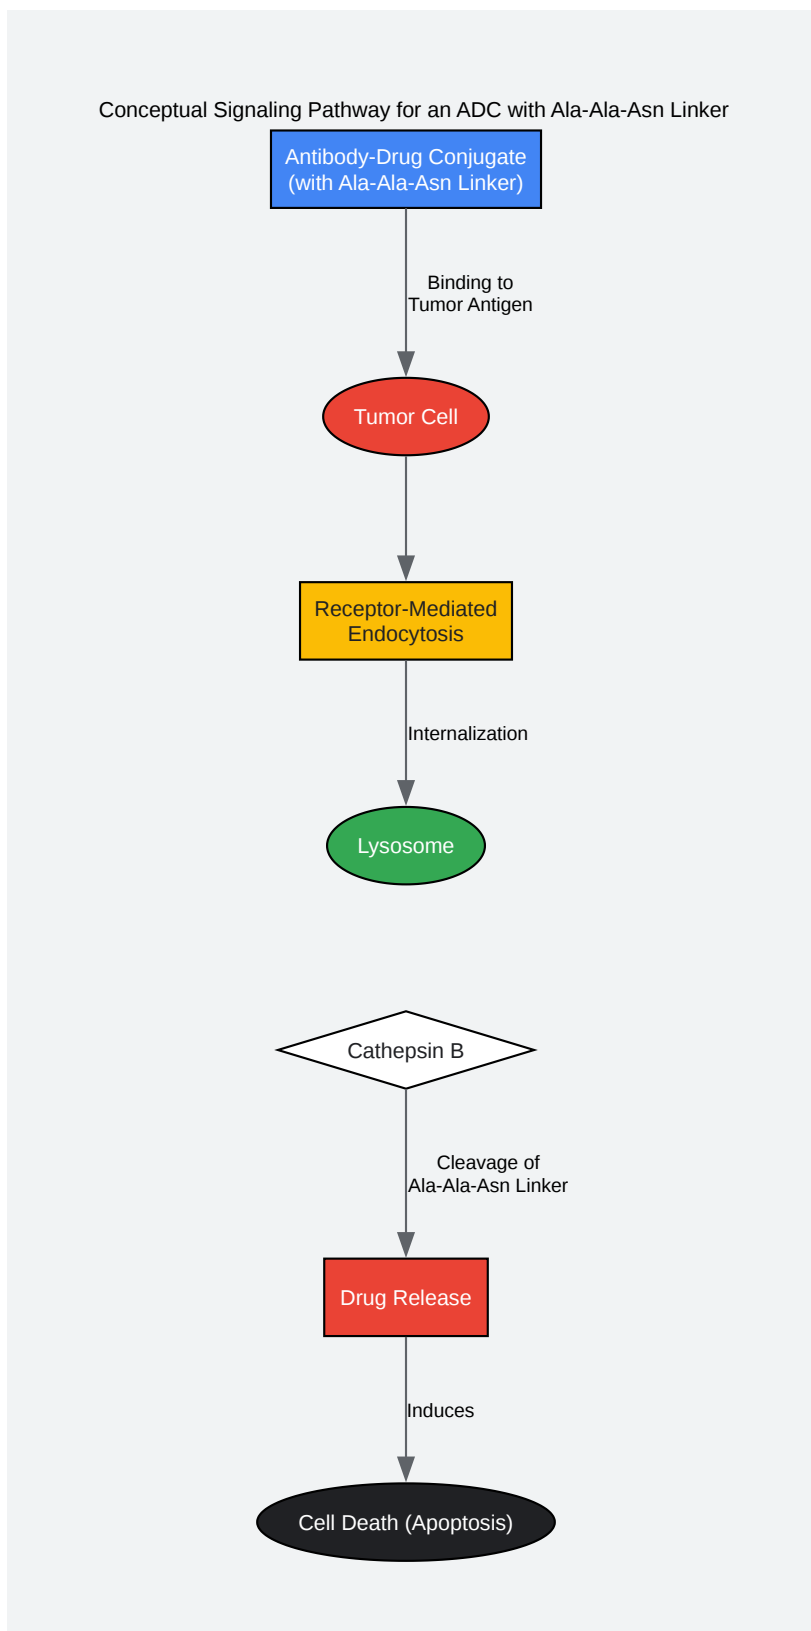 Conceptual Signaling Pathway for an ADC with Ala-Ala-Asn Linker
Antibody-Drug Conjugate
(with Ala-Ala-Asn Linker)
Binding to
Tumor Antigen
Tumor Cell
Receptor-Mediated
Endocytosis
Internalization
Lysosome
Cathepsin B
Cleavage of
Ala-Ala-Asn Linker
Drug Release
Induces
Cell Death (Apoptosis)